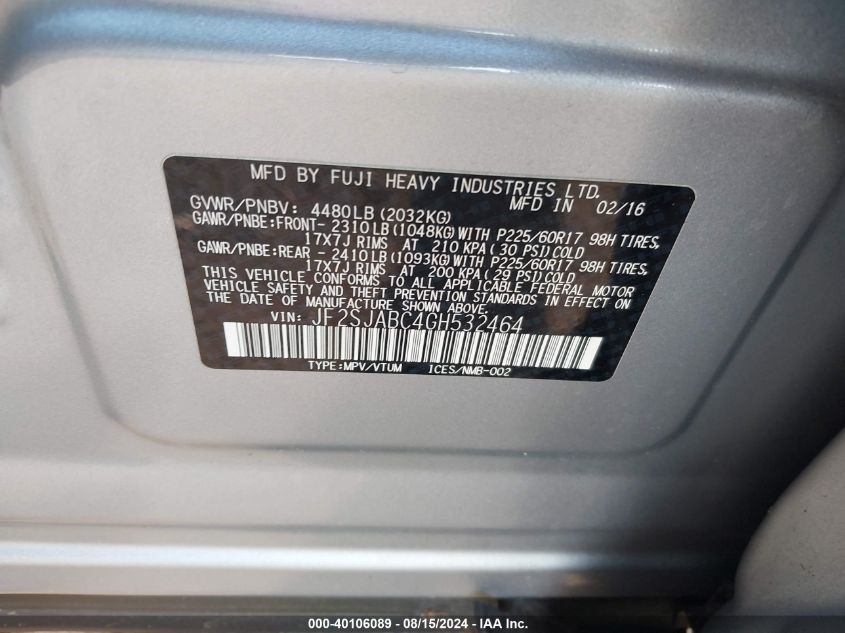 MFD BY FUJI HEAVY INDUSTRIES LTD.
MFD IN 02/16
GVWR/PNBV: 4480LB(2032KG)
GAWR/PNBE:FRONT- 2310LB(1048KG)WITH P225/60R17 98H TIRES,
17X7J RIMS AT 210 KPA(30 PSI)COLD
GAWR/PNBE:REAR - 2410LB(1093KG)WITH P225/60R17 98H TIRES,
17X7J RIMS AT 200 KPA(29 PSI)COLD
THIS VEHICLE CONFORMS TO ALL APPLICABLE FEDERAL MOTOR
VEHICLE SAFETY AND THEFT PREVENTION STANDARDS IN EFFECT ON
THE DATE OF MANUFACTURE SHOWN ABOVE.
VIN: JF2SJABC4GH532464
TYPE:MPV/VTUM ICES/NMB-002
000-40106089 - 08/15/2024 - IAA Inc.